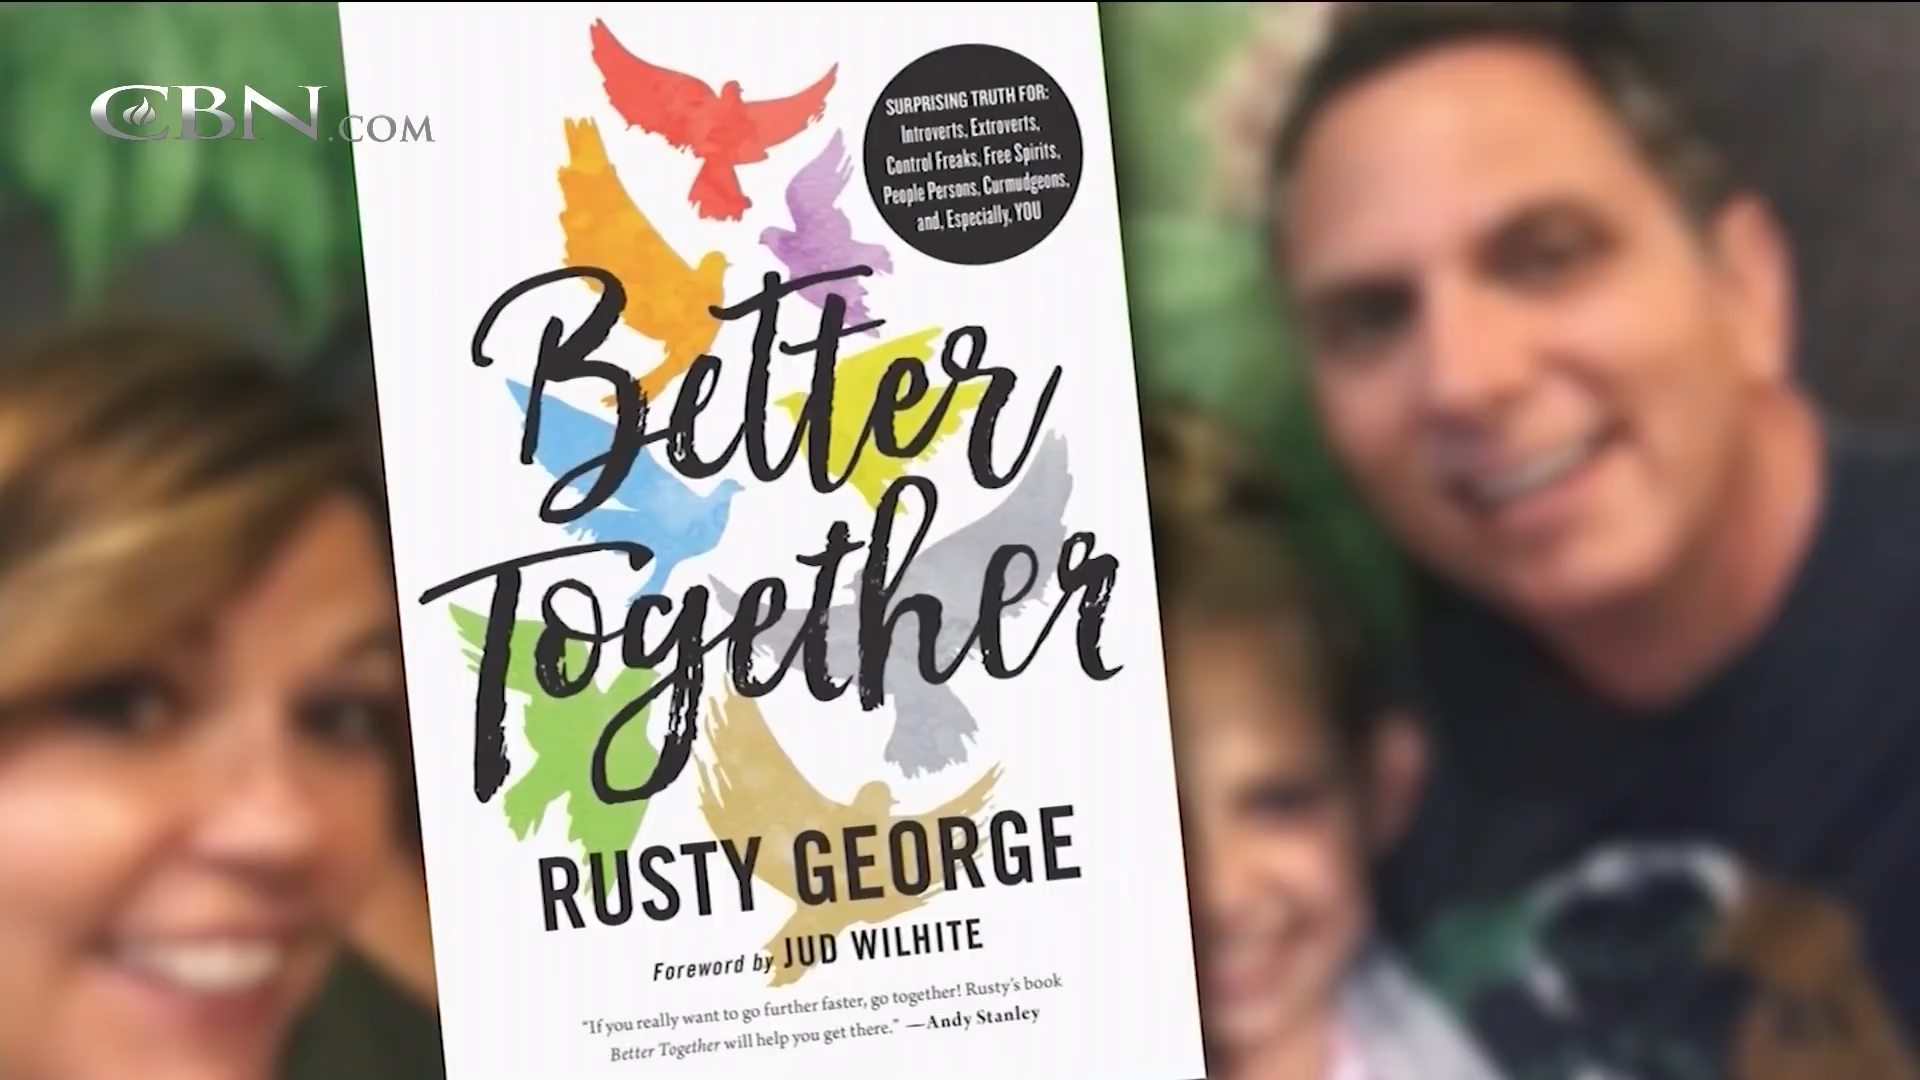 CBN.COM
SURPRISING TRUTH FOR:
Introverts, Extroverts,
Control Freaks, Free Spirits,
People Persons, Curmudgeons,
and, Especially, YOU
Better
Together
RUSTY GEORGE
Foreword by JUD WILHITE
"If you really want to go further faster, go together! Rusty's book
Better Together will help you get there." —Andy Stanley